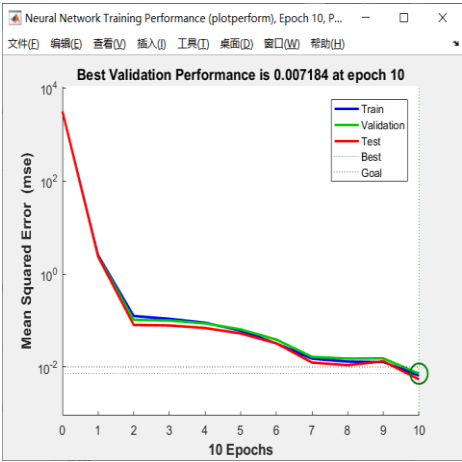 Neural Network Training Performance (plotperform), Epoch 10, P...
文件(F) 编辑(E) 查看(V) 插入(I) 工具(T) 桌面(D) 窗口(W) 帮助(H)
Best Validation Performance is 0.007184 at epoch 10
Mean Squared Error (mse)
10^4
10^2
10^0
10^-2
Train
Validation
Test
Best
Goal
0 1 2 3 4 5 6 7 8 9 10
10 Epochs